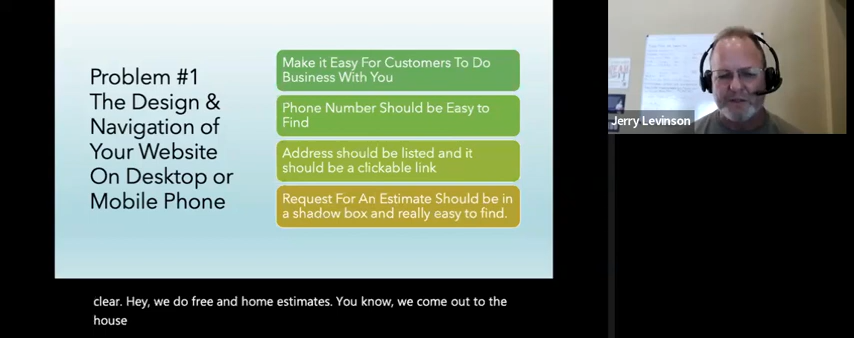 Problem #1
The Design &
Navigation of
Your Website
On Desktop or
Mobile Phone
Make it Easy For Customers To Do
Business With You
Phone Number Should be Easy to
Find
Address should be listed and it
should be a clickable link
Request For An Estimate Should be in
a shadow box and really easy to find.
Jerry Levinson
clear. Hey, we do free and home estimates. You know, we come out to the
house